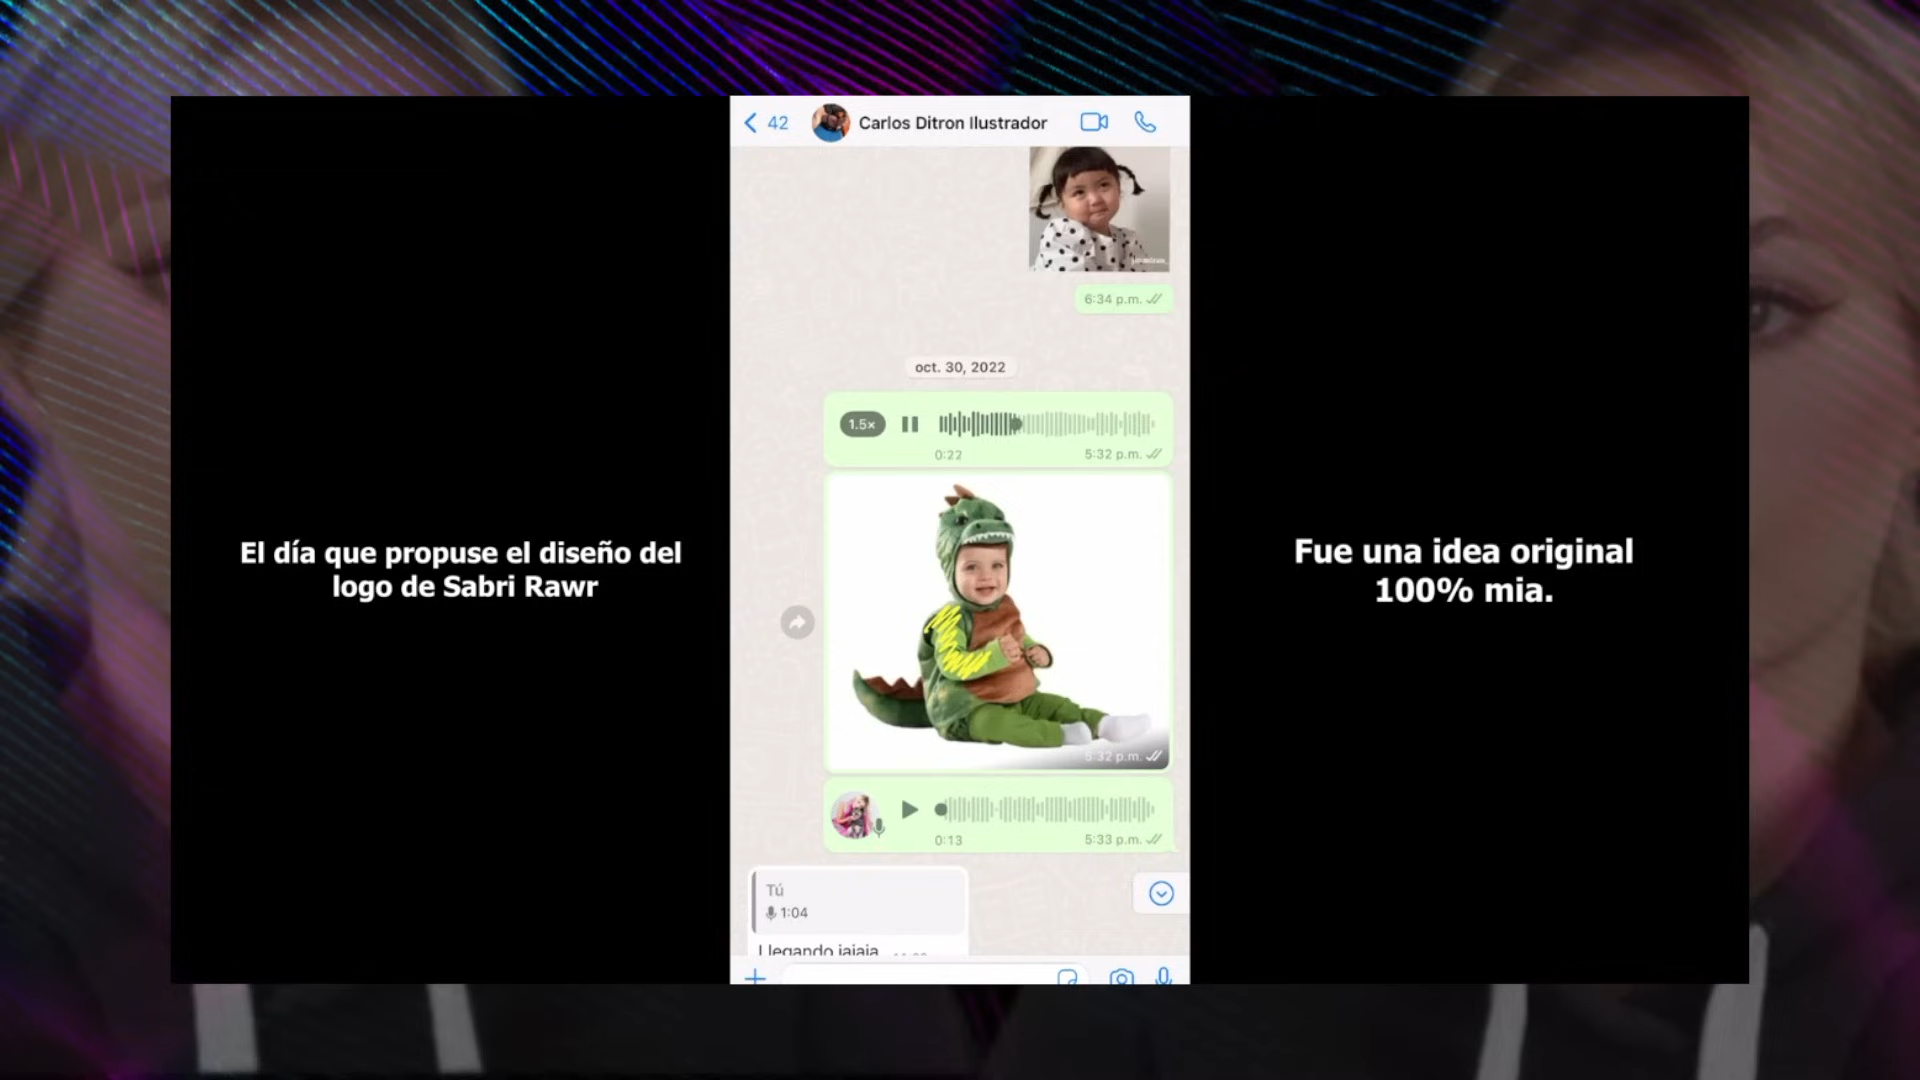 42
Carlos Ditron Ilustrador
6:34 p.m.
oct. 30, 2022
1.5×
0:22
5:32 p.m.
El día que propuse el diseño del
logo de Sabri Rawr
Fue una idea original
100% mia.
5:32 p.m.
0:13
5:33 p.m.
Tú
1:04
Llegando jajaja